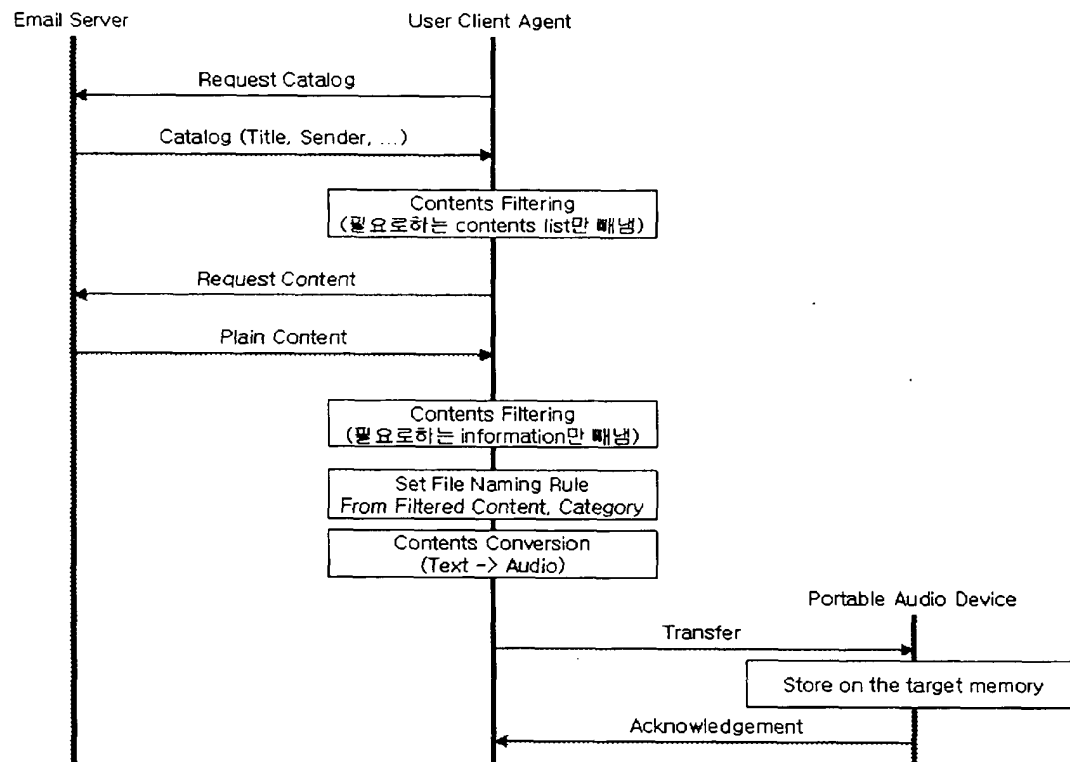 Email Server
User Client Agent
Request Catalog
Catalog (Title, Sender, ...)
Contents Filtering
(필요로하는 contents list만 빼냄)
Request Content
Plain Content
Contents Filtering
(필요로하는 information만 빼냄)
Set File Naming Rule
From Filtered Content, Category
Contents Conversion
(Text -> Audio)
Portable Audio Device
Transfer
Store on the target memory
Acknowledgement